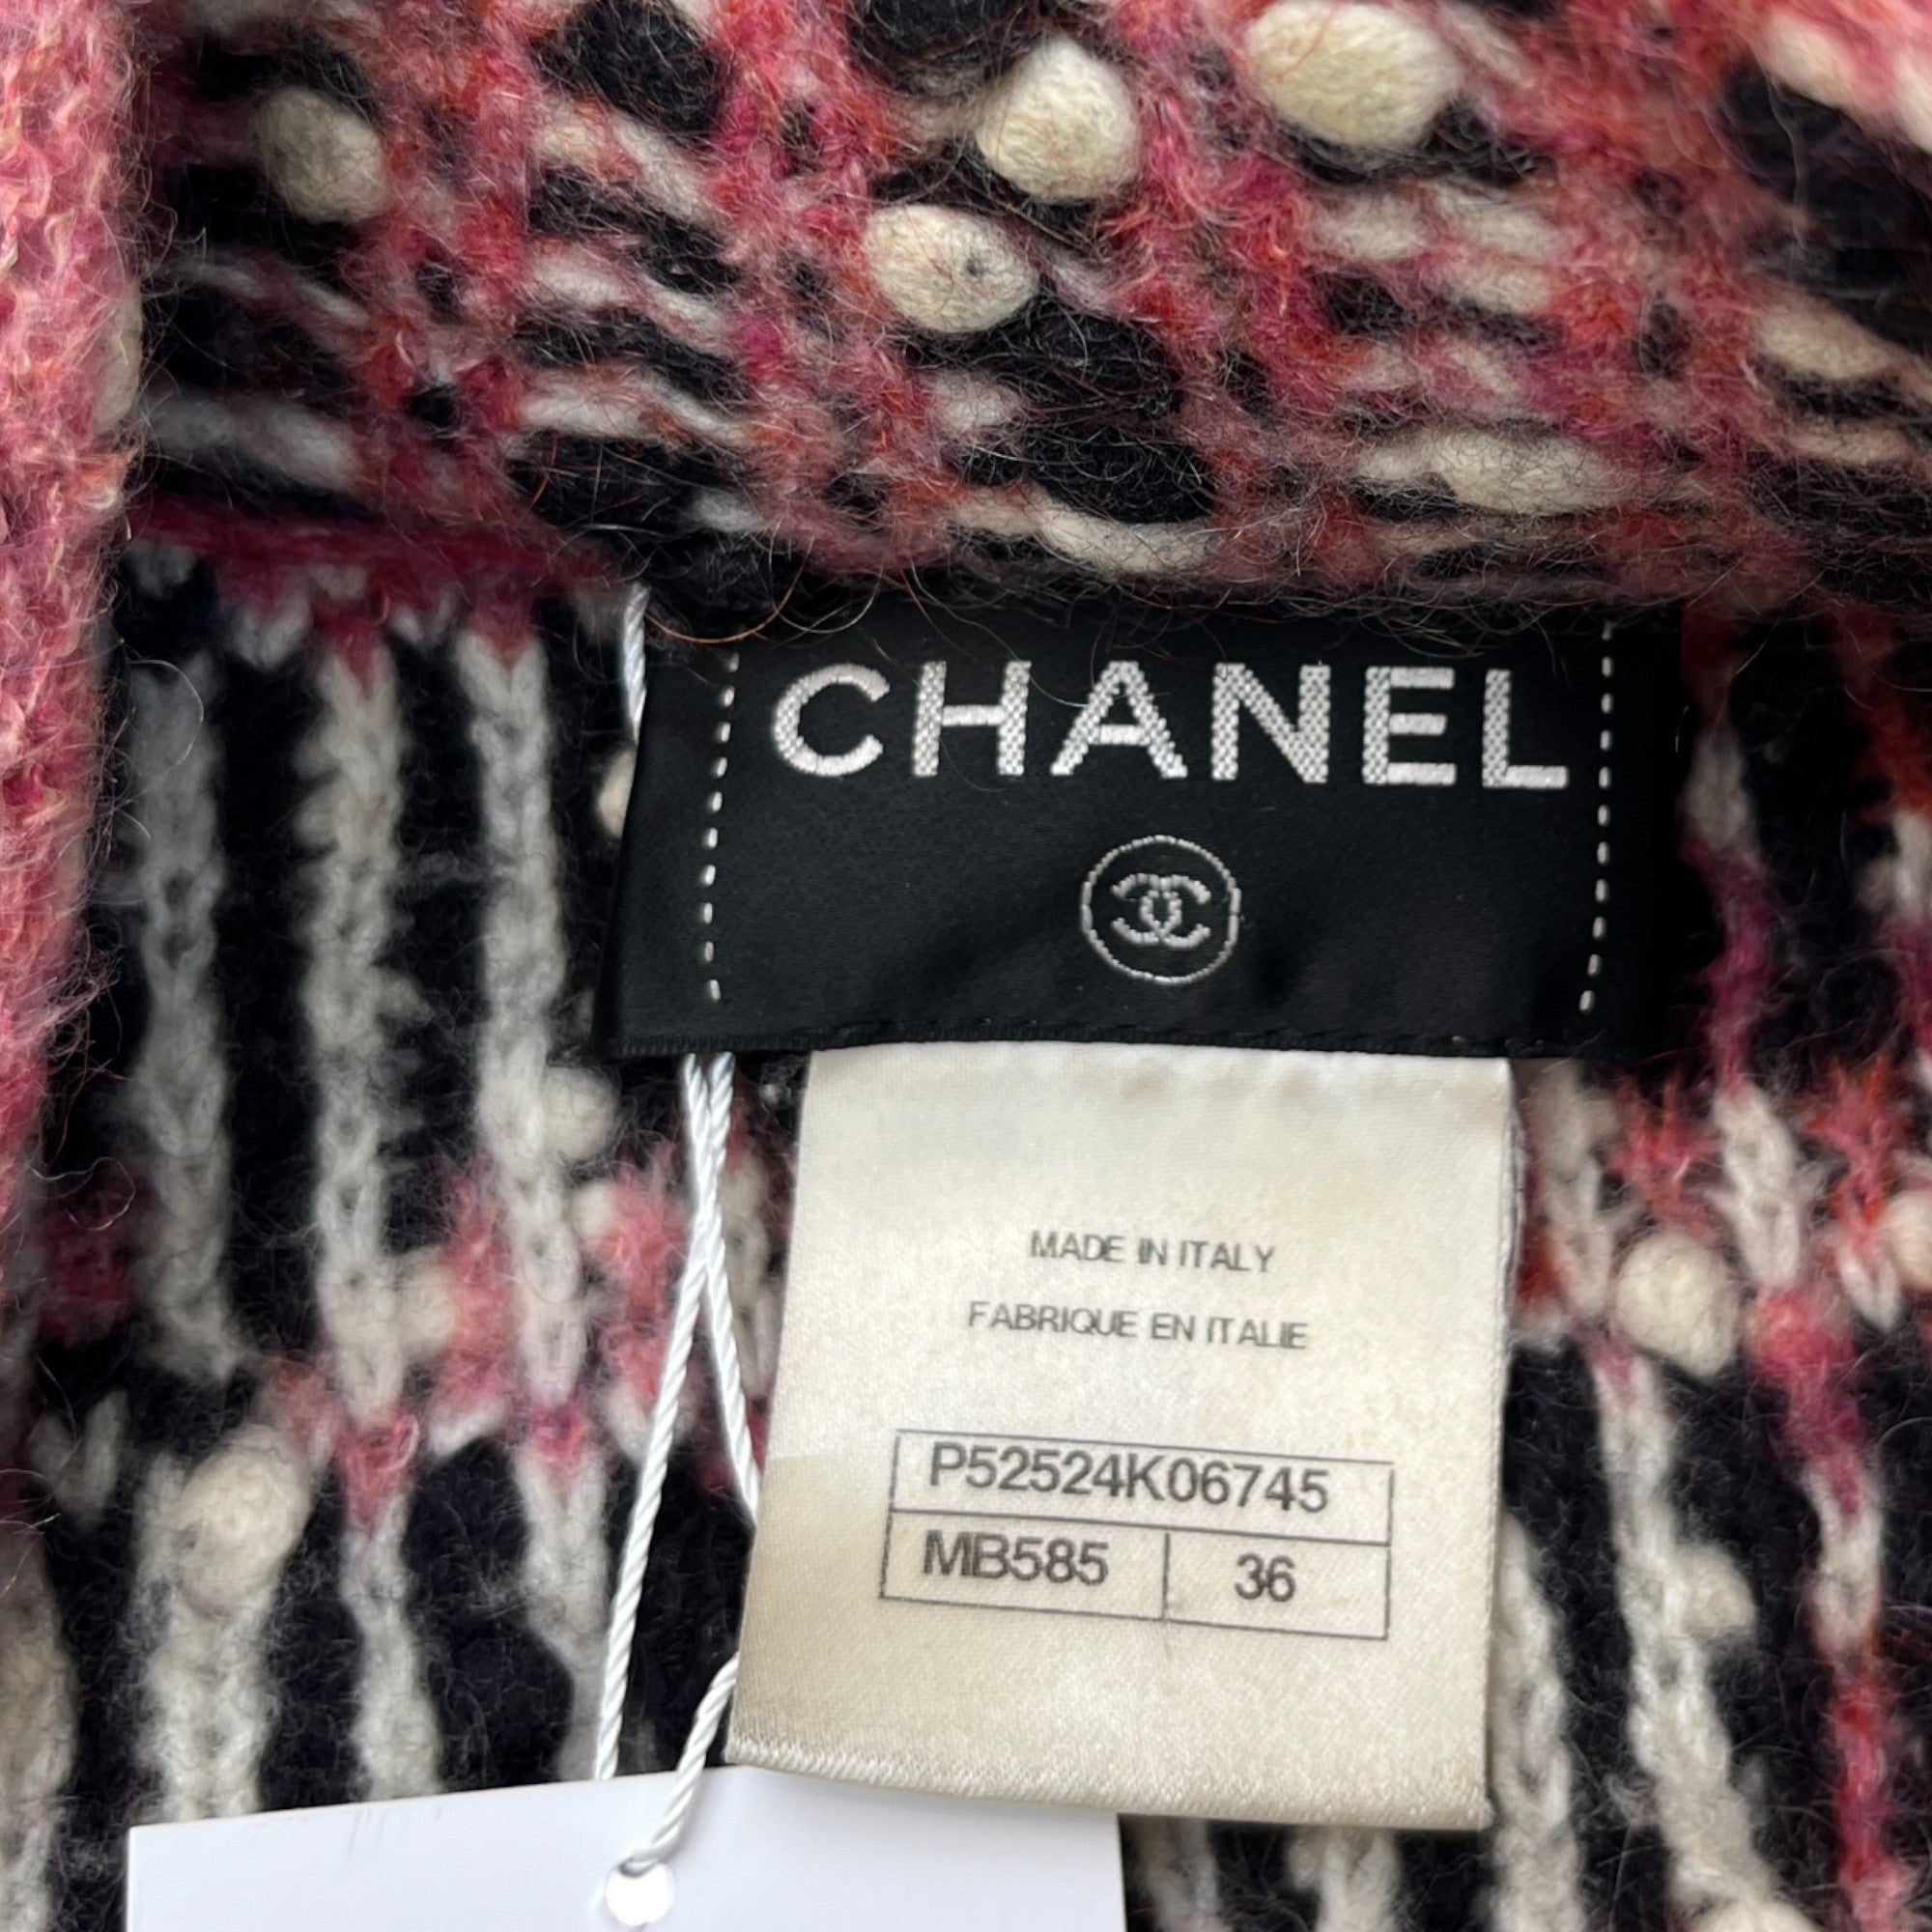 CHANEL
MADE IN ITALY
FABRIQUE EN ITALIE
P52524K06745
MB585 36